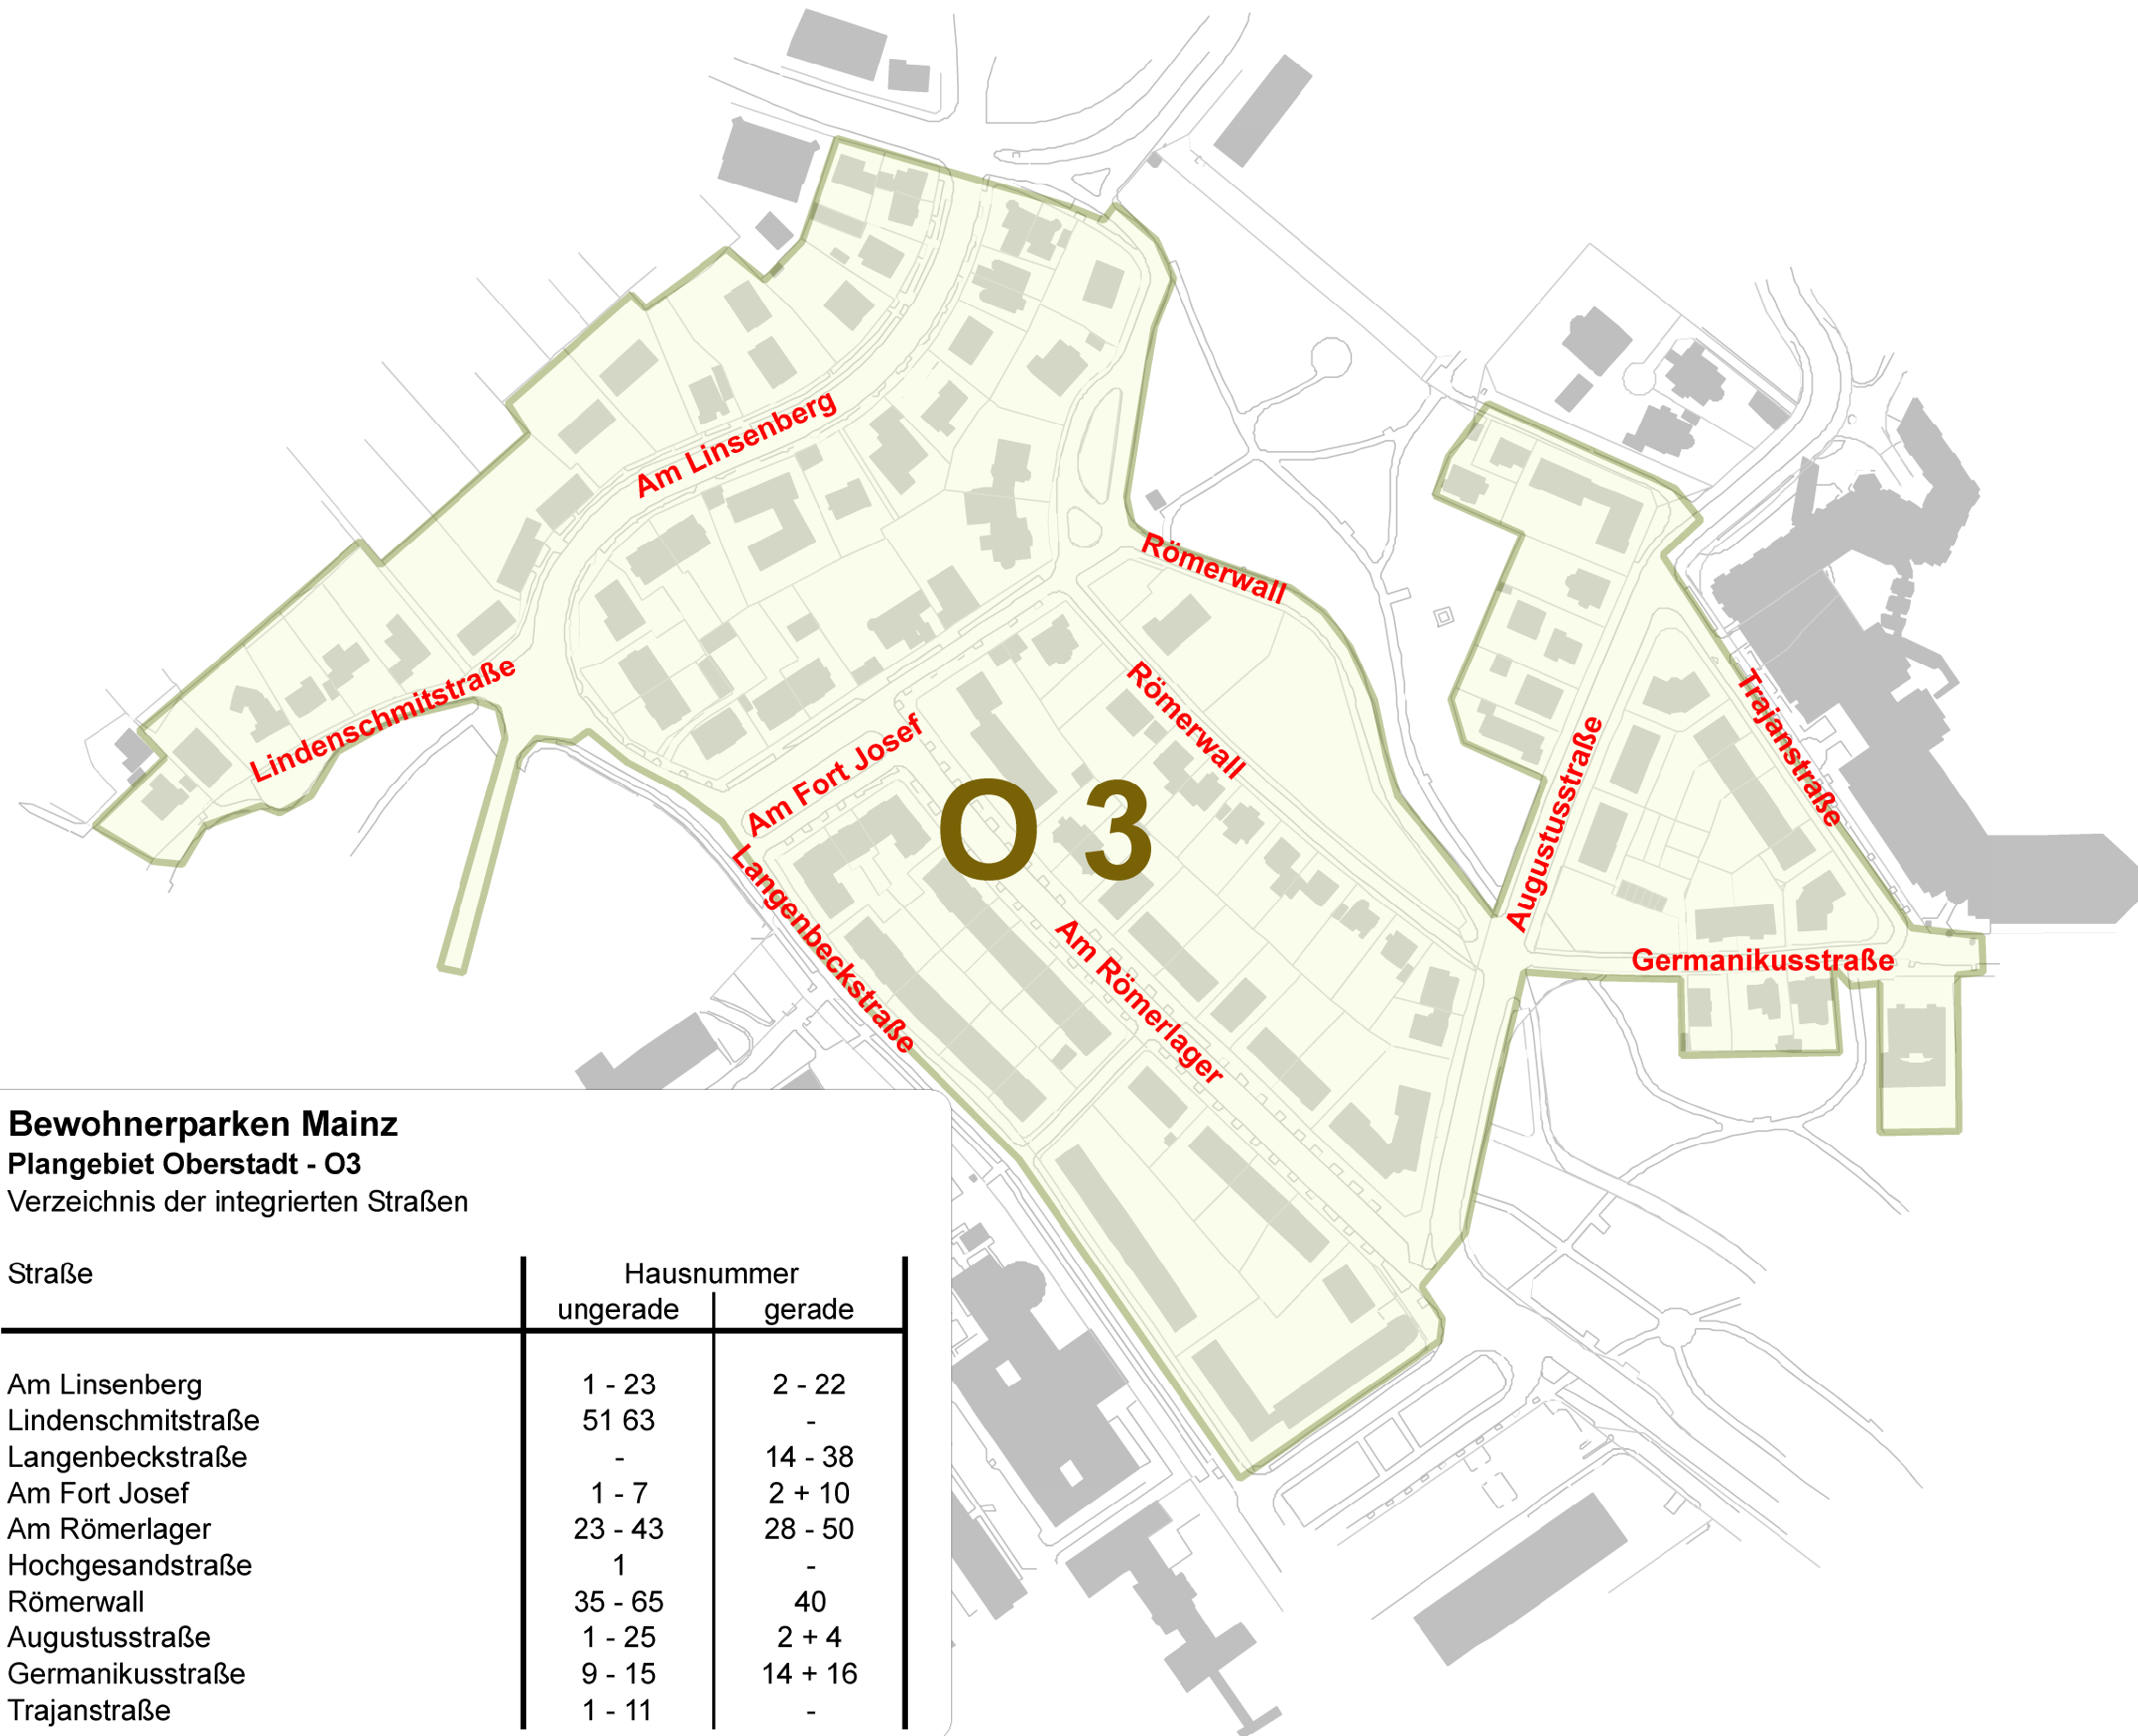 Am Linsenberg
Römerwall
Lindenschmitstraße
Römerwall
Trajanstraße
Am Fort Josef
O 3
Augustusstraße
Langenbeckstraße
Am Römerlager
Germanikusstraße
Bewohnerparken Mainz
Plangebiet Oberstadt - O3
Verzeichnis der integrierten Straßen
Straße Hausnummer
ungerade gerade
Am Linsenberg 1 - 23 2 - 22
Lindenschmitstraße 51 63 -
Langenbeckstraße - 14 - 38
Am Fort Josef 1 - 7 2 + 10
Am Römerlager 23 - 43 28 - 50
Hochgesandstraße 1 -
Römerwall 35 - 65 40
Augustusstraße 1 - 25 2 + 4
Germanikusstraße 9 - 15 14 + 16
Trajanstraße 1 - 11 -